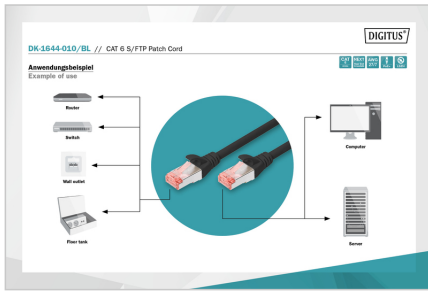 DIGITUS®
DK-1644-010/BL // CAT 6 S/FTP Patch Cord
Anwendungsbeispiel
Example of use
Router
Switch
Wall outlet
Floor tank
Computer
Server